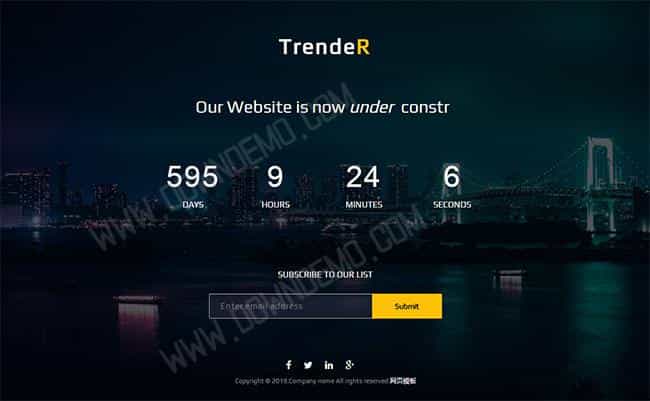 TrendeR
Our Website is now under constr
595 9 24 6
DAYS HOURS MINUTES SECONDS
SUBSCRIBE TO OUR LIST
Enter email address Submit
Copyright © 2018.Company name All rights reserved.网页模板
WWW.DOWNDEMO.COM
WWW.DOWNDEMO.COM